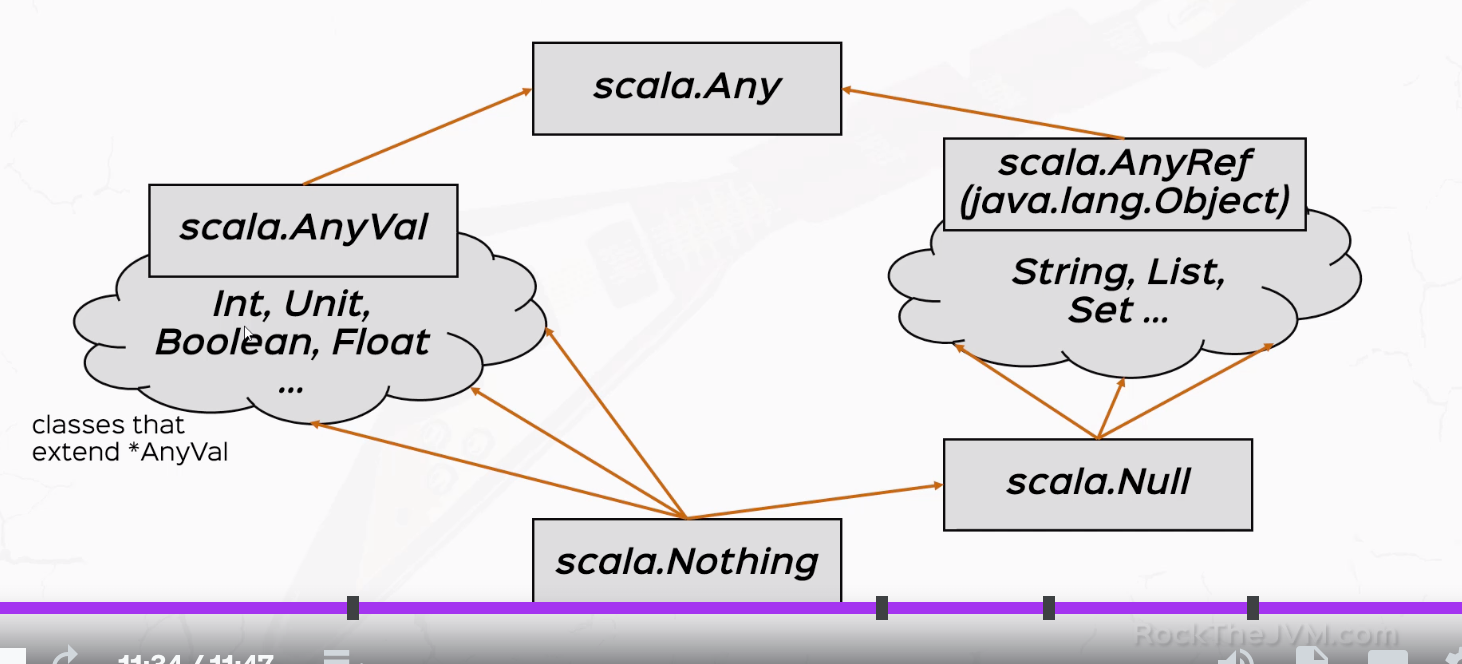 scala.Any
scala.AnyRef
(java.lang.Object)
scala.AnyVal
String, List,
Set ...
Int, Unit,
Boolean, Float
...
classes that
extend *AnyVal
scala.Null
scala.Nothing
RockTheJVM.com
11:34 / 11:47